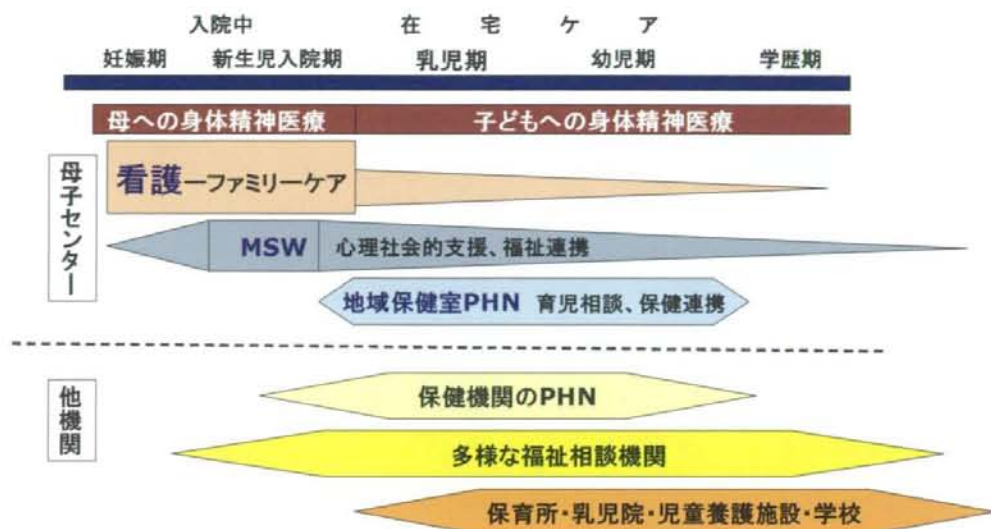 入院中 在宅ケア
妊娠期 新生児入院期 乳児期 幼児期 学歴期
母への身体精神医療 子どもへの身体精神医療
母子センター
看護ーファミリーケア
MSW 心理社会的支援、福祉連携
地域保健室PHN 育児相談、保健連携
他機関
保健機関のPHN
多様な福祉相談機関
保育所・乳児院・児童養護施設・学校